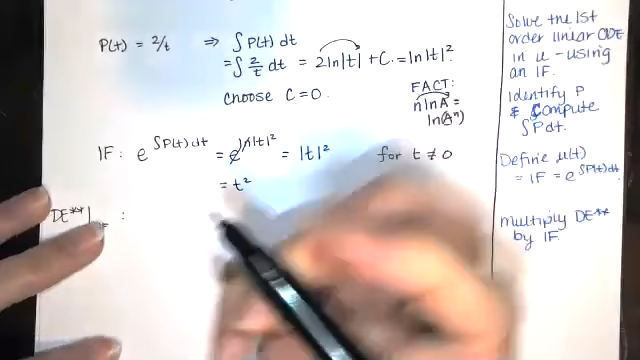 P(t) = 2/t ⇒ ∫ P(t) dt
= ∫ 2/t dt = 2 ln|t| + C = ln|t|²
choose C = 0.
FACT:
n ln A =
ln(Aⁿ)
IF: e^∫P(t)dt = e^ln|t|² = |t|² for t ≠ 0
= t²
DE**| :
Solve the 1st
order linear ODE
in u - using
an IF.
Identify P
& Compute
∫P dt.
Define μ(t)
= IF = e^∫P(t)dt
multiply DE**
by IF.